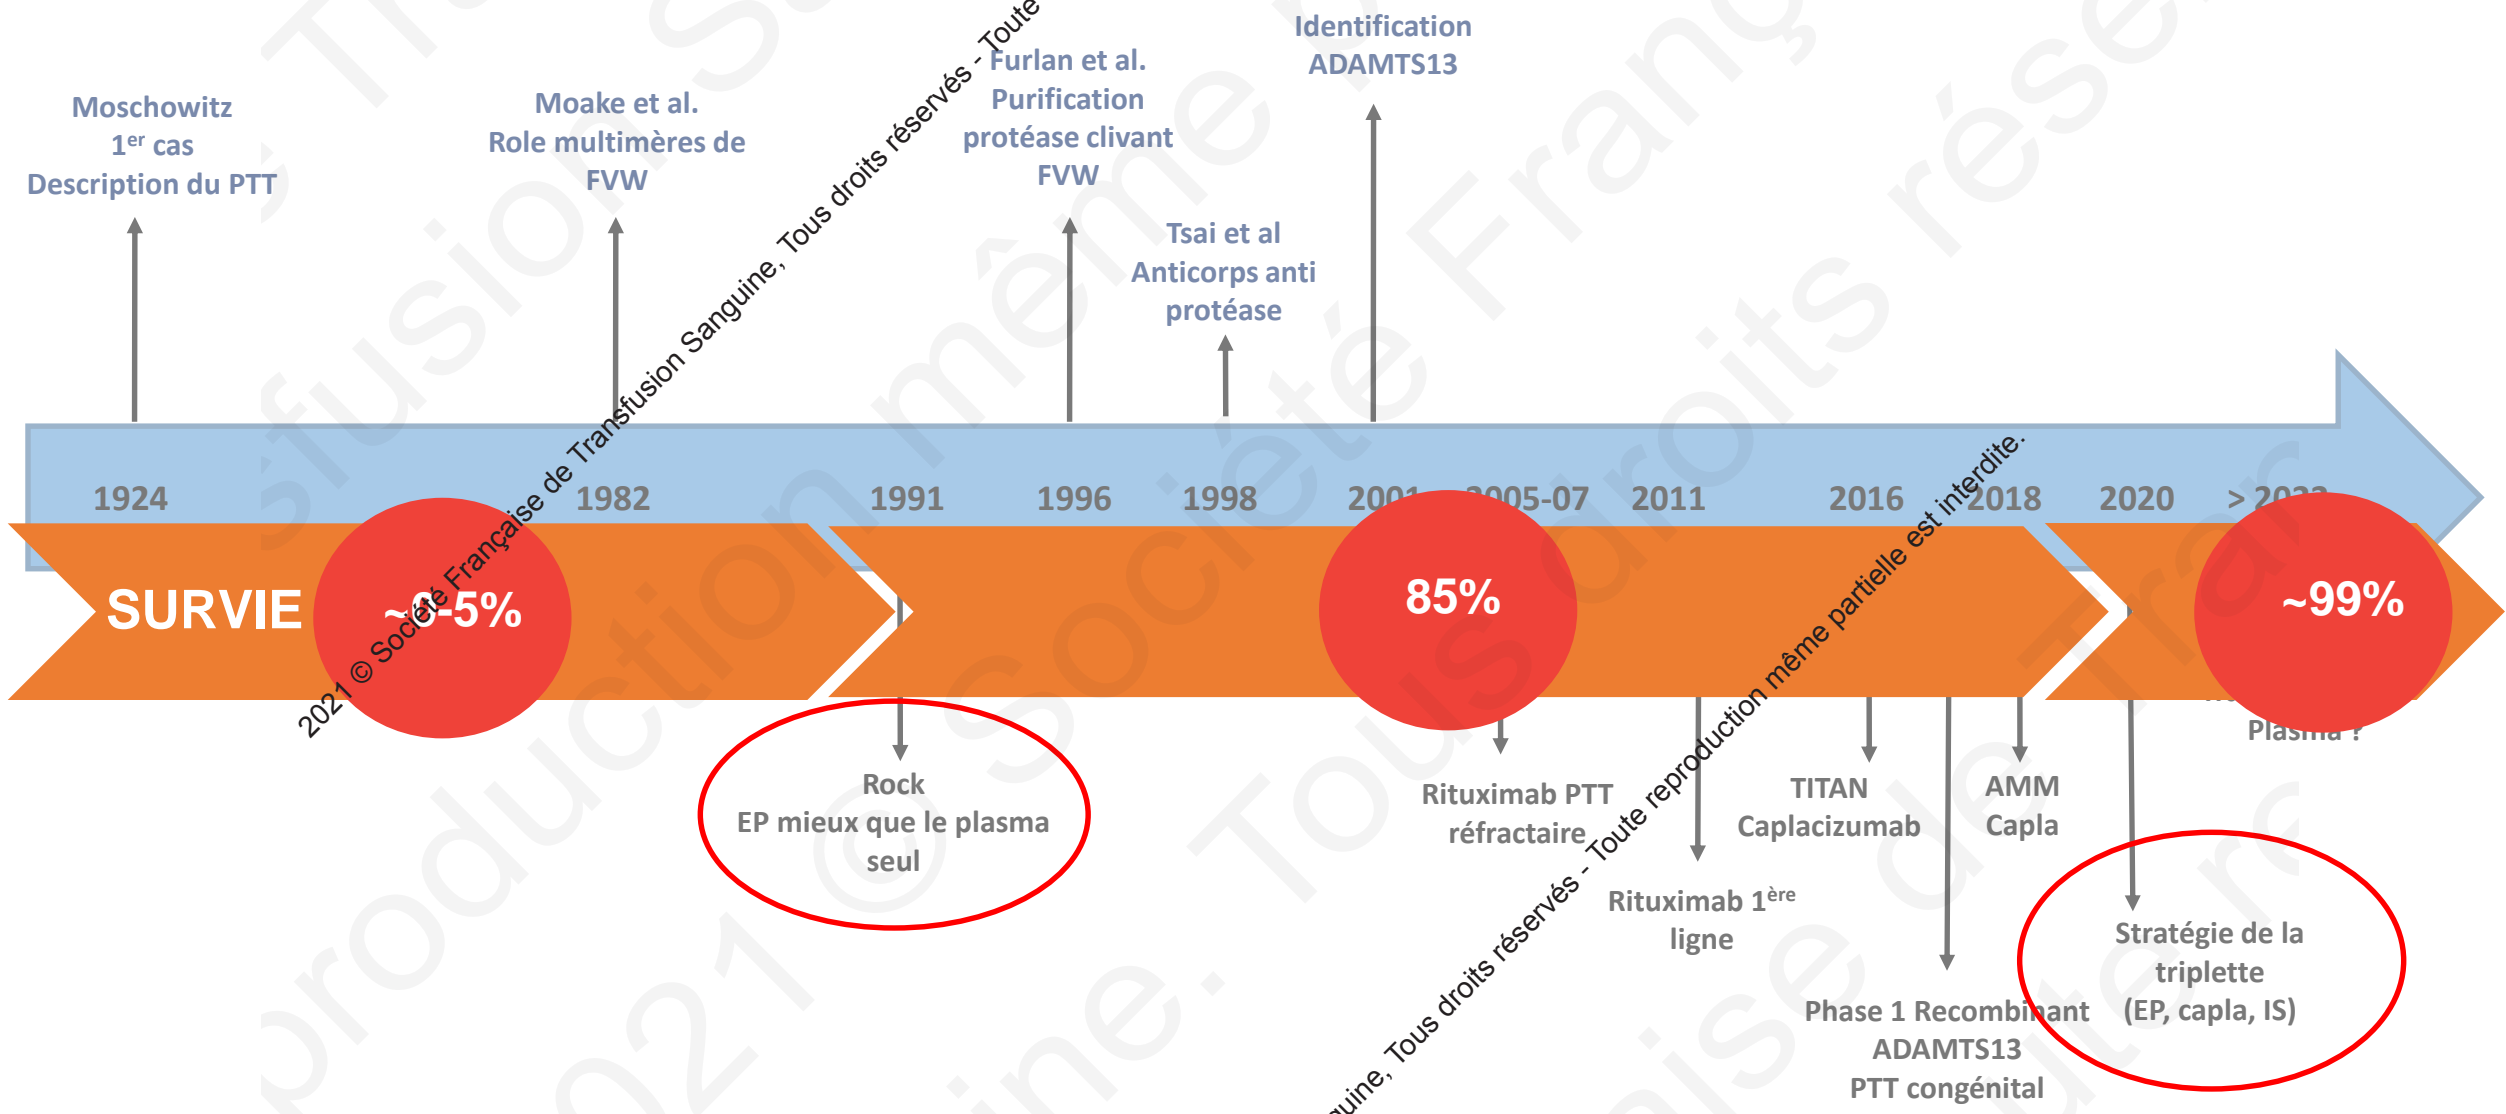 Identification
ADAMTS13
Furlan et al.
Purification
protéase clivant
FVW
Moschowitz
1er cas
Description du PTT
Moake et al.
Role multimères de
FVW
Tsai et al
Anticorps anti
protéase
1924
1982
1991
1996
1998
2001
2005-07
2011
2016
2018
2020
SURVIE
85%
~99%
Rock
EP mieux que le plasma
seul
Rituximab PTT
réfractaire
Rituximab 1ère
ligne
TITAN
Caplacizumab
AMM
Capla
Plasma ?
Phase 1 Recombinant
ADAMTS13
PTT congénital
Stratégie de la
triplette
(EP, capla, IS)
2021 © Société Française de Transfusion Sanguine, Tous droits réservés - Toute
Tous droits réservés - Toute reproduction même partielle est interdite.